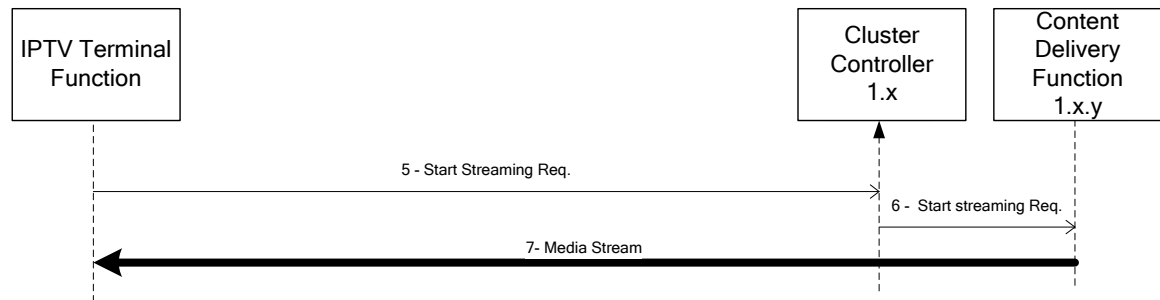 IPTV Terminal
Function
Cluster
Controller
1.x
Content
Delivery
Function
1.x.y
5 - Start Streaming Req.
6 -  Start streaming Req.
7- Media Stream